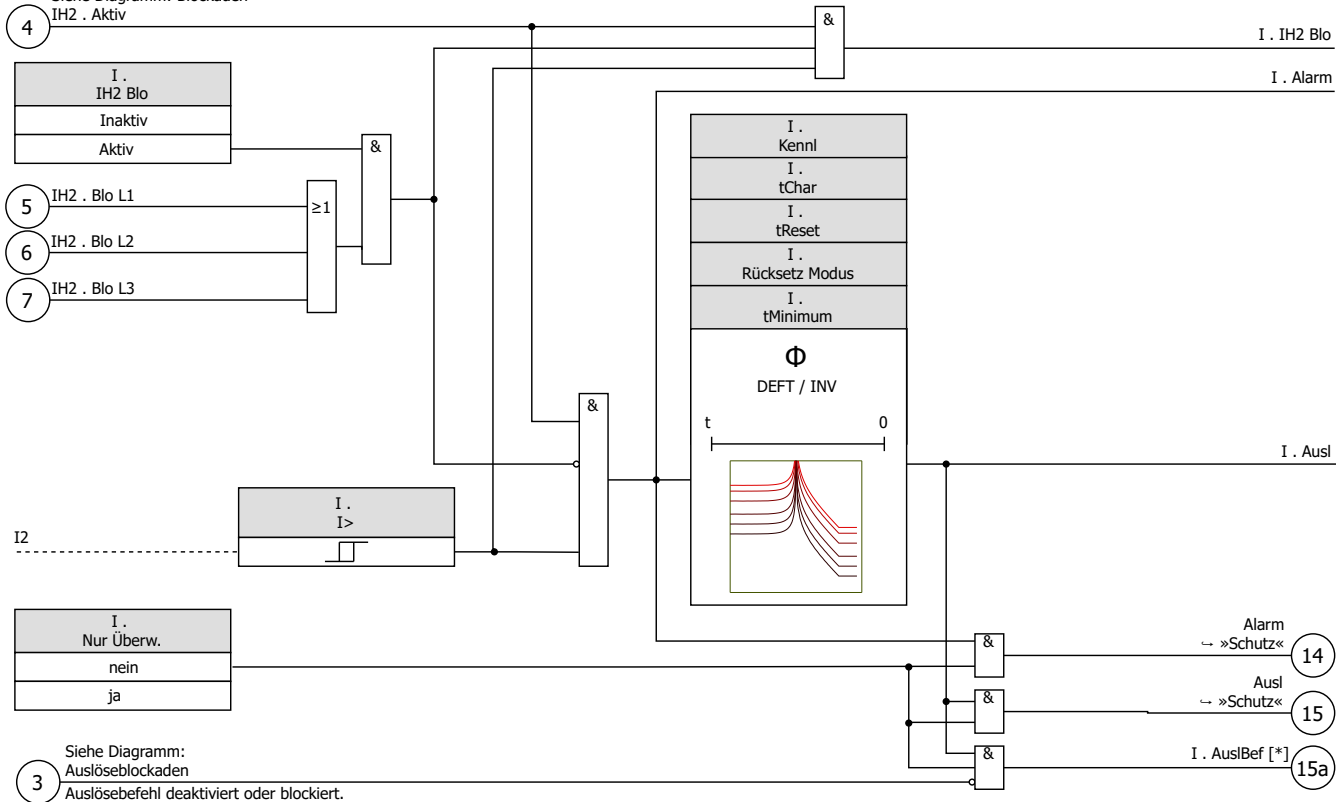 IH2 . Aktiv
4
&
I . IH2 Blo
I . Alarm
I .
IH2 Blo
Inaktiv
Aktiv
&
5
IH2 . Blo L1
6
IH2 . Blo L2
7
IH2 . Blo L3
≥1
I .
Kennl
I .
tChar
I .
tReset
I .
Rücksetz Modus
I .
tMinimum
Φ
DEFT / INV
t
0
&
I . Ausl
I2
I .
I>
I .
Nur Überw.
nein
ja
&
Alarm
↪ »Schutz«
14
&
Ausl
↪ »Schutz«
15
&
I . AuslBef [*]
15a
3
Siehe Diagramm:
Auslöseblockaden
Auslösebefehl deaktiviert oder blockiert.